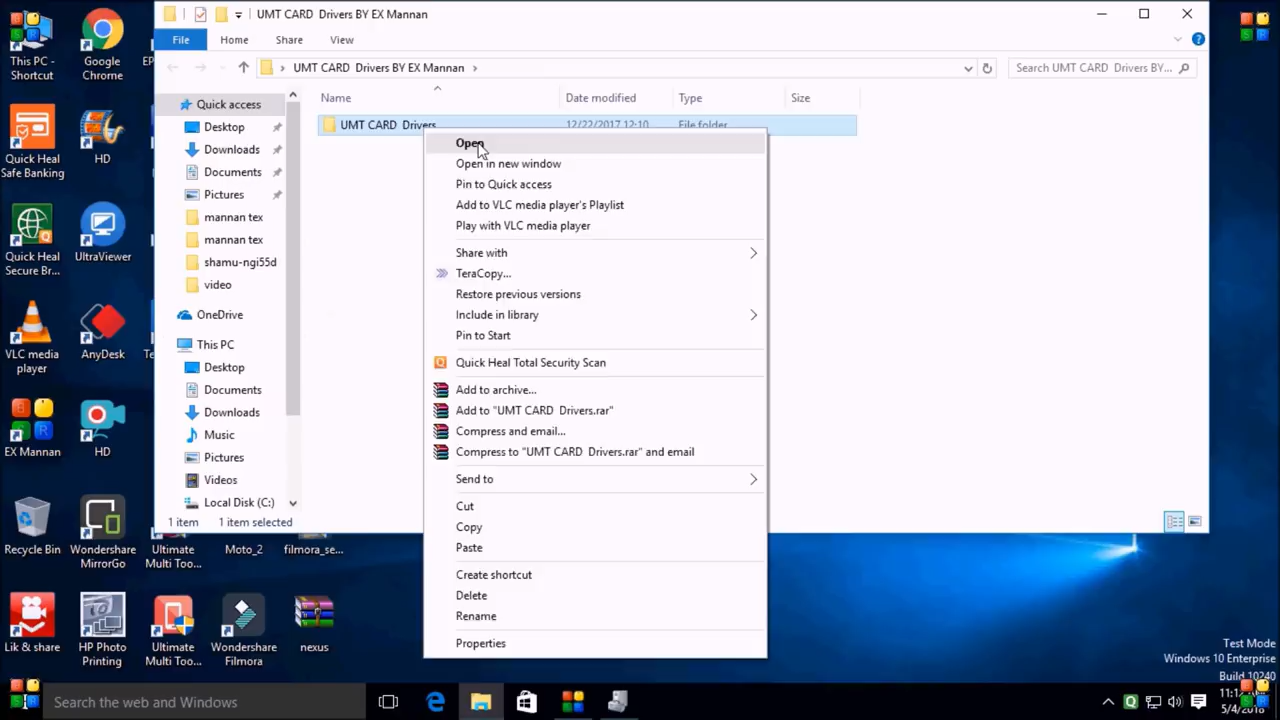 UMT CARD  Drivers BY EX Mannan
File
Home
Share
View
UMT CARD  Drivers BY EX Mannan
Search UMT CARD  Drivers BY...
Name
Date modified
Type
Size
Quick access
Desktop
Downloads
Documents
Pictures
mannan tex
mannan tex
shamu-ngi55d
video
OneDrive
This PC
Desktop
Documents
Downloads
Music
Pictures
Videos
Local Disk (C:)
1 item
1 item selected
UMT CARD  Drivers
12/22/2017 12:10
File folder
Open
Open in new window
Pin to Quick access
Add to VLC media player's Playlist
Play with VLC media player
Share with
TeraCopy...
Restore previous versions
Include in library
Pin to Start
Quick Heal Total Security Scan
Add to archive...
Add to "UMT CARD  Drivers.rar"
Compress and email...
Compress to "UMT CARD  Drivers.rar" and email
Send to
Cut
Copy
Paste
Create shortcut
Delete
Rename
Properties
This PC -
Shortcut
Google
Chrome
EP
Quick Heal
Safe Banking
HD
Quick Heal
Secure Br...
UltraViewer
VLC media
player
AnyDesk
Te
EX Mannan
HD
Recycle Bin
Wondershare
MirrorGo
Ultimate
Multi Too...
Moto_2
filmora_se...
Lik & share
HP Photo
Printing
Ultimate
Multi Too...
Wondershare
Filmora
nexus
Test Mode
Windows 10 Enterprise
Build 10240
Search the web and Windows